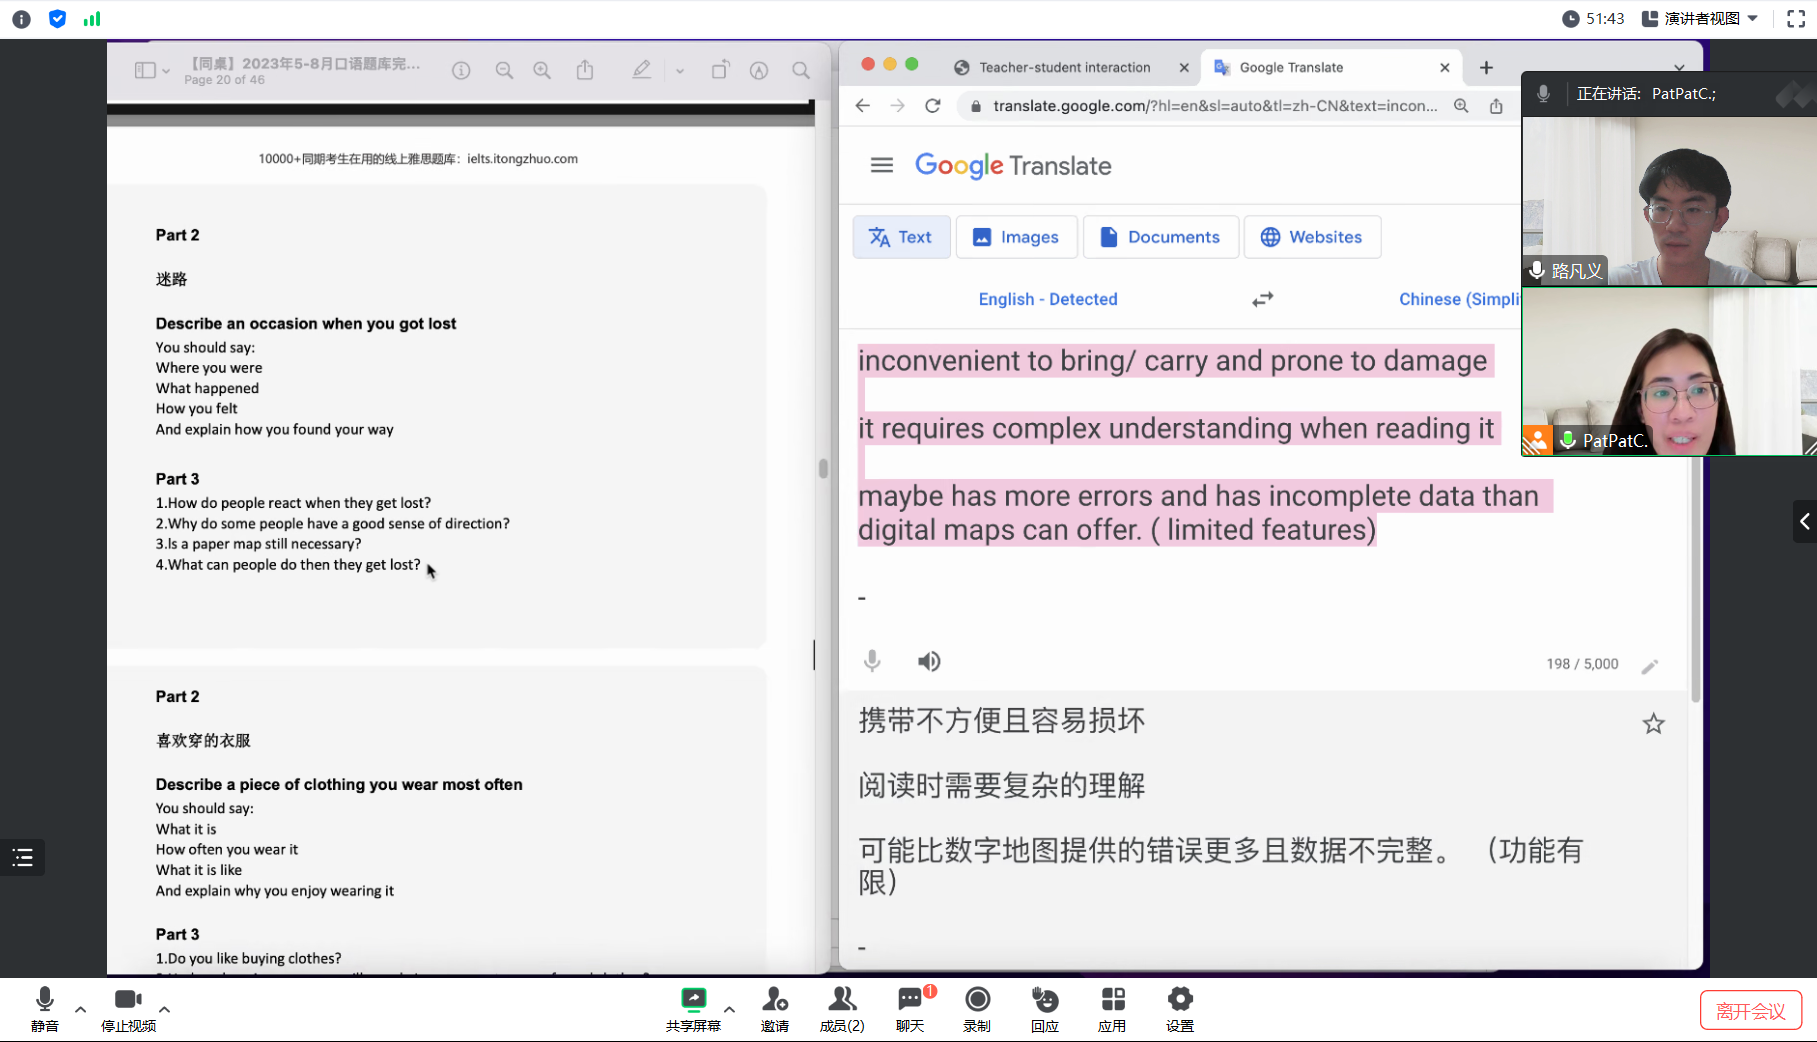 51:43
演讲者视图
【同桌】2023年5-8月口语题库完...
Page 20 of 46
10000+同期考生在用的线上雅思题库：ielts.itongzhuo.com
Part 2
迷路
Describe an occasion when you got lost
You should say:
Where you were
What happened
How you felt
And explain how you found your way
Part 3
1.How do people react when they get lost?
2.Why do some people have a good sense of direction?
3.Is a paper map still necessary?
4.What can people do then they get lost?
Part 2
喜欢穿的衣服
Describe a piece of clothing you wear most often
You should say:
What it is
How often you wear it
What it is like
And explain why you enjoy wearing it
Part 3
1.Do you like buying clothes?
Teacher-student interaction
Google Translate
translate.google.com/?hl=en&sl=auto&tl=zh-CN&text=incon...
Google Translate
Text
Images
Documents
Websites
English - Detected
Chinese (Simpli
inconvenient to bring/ carry and prone to damage
it requires complex understanding when reading it
maybe has more errors and has incomplete data than
digital maps can offer. ( limited features)
-
198 / 5,000
携带不方便且容易损坏
阅读时需要复杂的理解
可能比数字地图提供的错误更多且数据不完整。 （功能有
限）
-
正在讲话: PatPatC.;
路凡义
PatPatC.
静音
停止视频
共享屏幕
邀请
成员(2)
聊天
1
录制
回应
应用
设置
离开会议